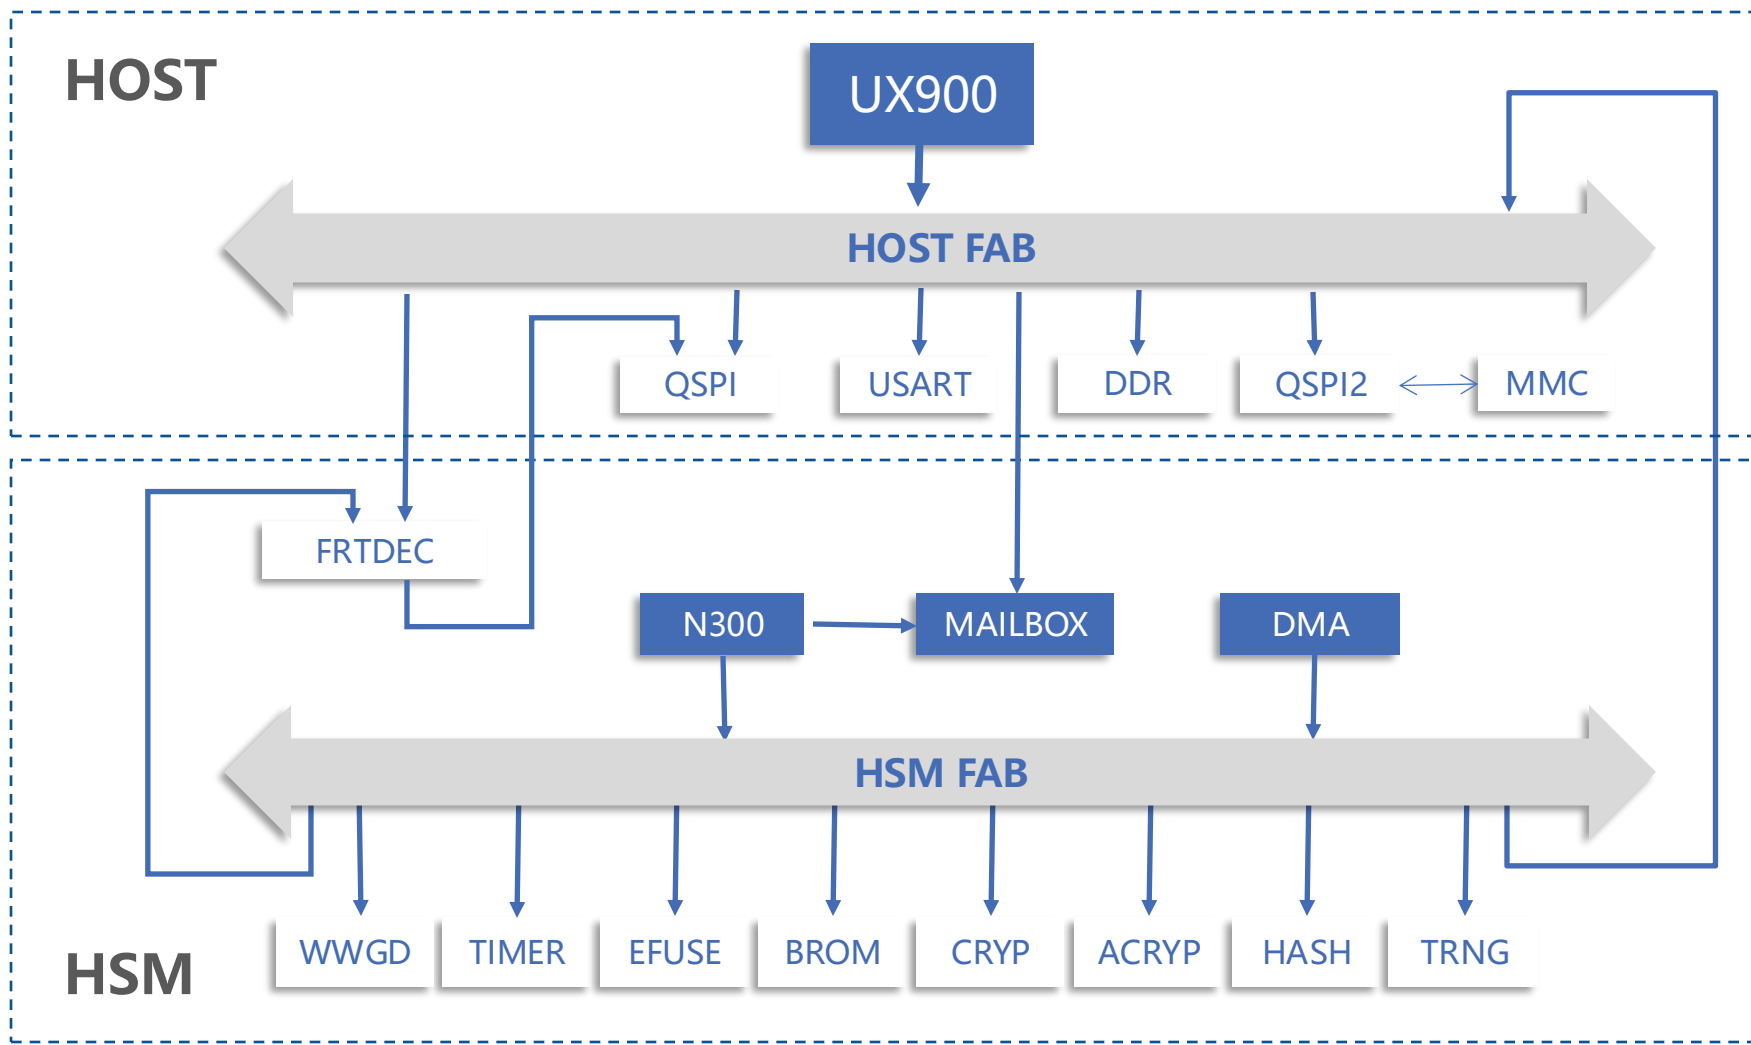 HOST
UX900
HOST FAB
QSPI
USART
DDR
QSPI2
MMC
FRTDEC
N300
MAILBOX
DMA
HSM FAB
WWGD
TIMER
EFUSE
BROM
CRYP
ACRYP
HASH
TRNG
HSM